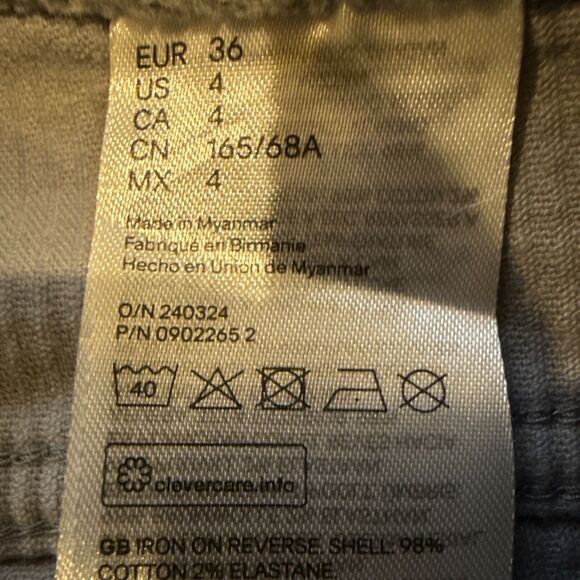 EUR 36
US 4
CA 4
CN 165/68A
MX 4
Made in Myanmar
Fabriqué en Birmanie
Hecho en Unión de Myanmar
O/N 240324
P/N 0902265 2
40
clevercare.info
GB IRON ON REVERSE. SHELL: 98%
COTTON 2% ELASTANE.